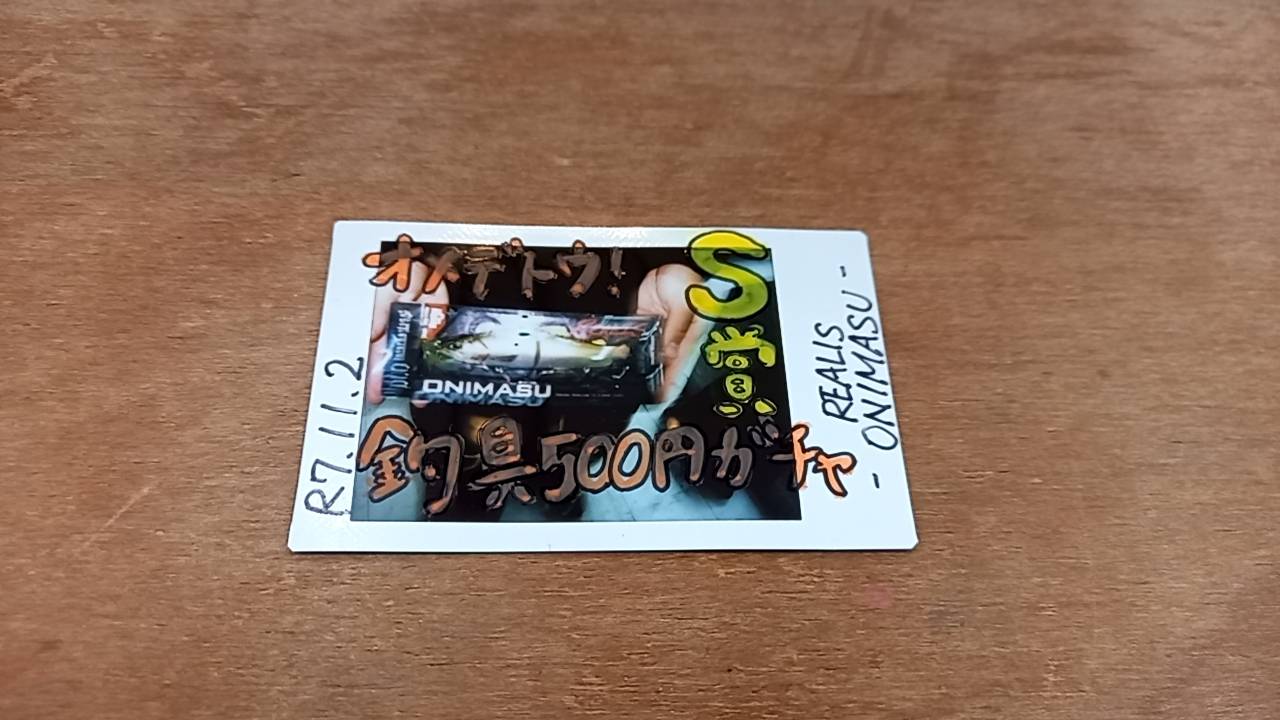 オメデトウ!
S賞
ONIMASU
釣具500円ガチャ
R7.11.2
REALIS
- ONIMASU -